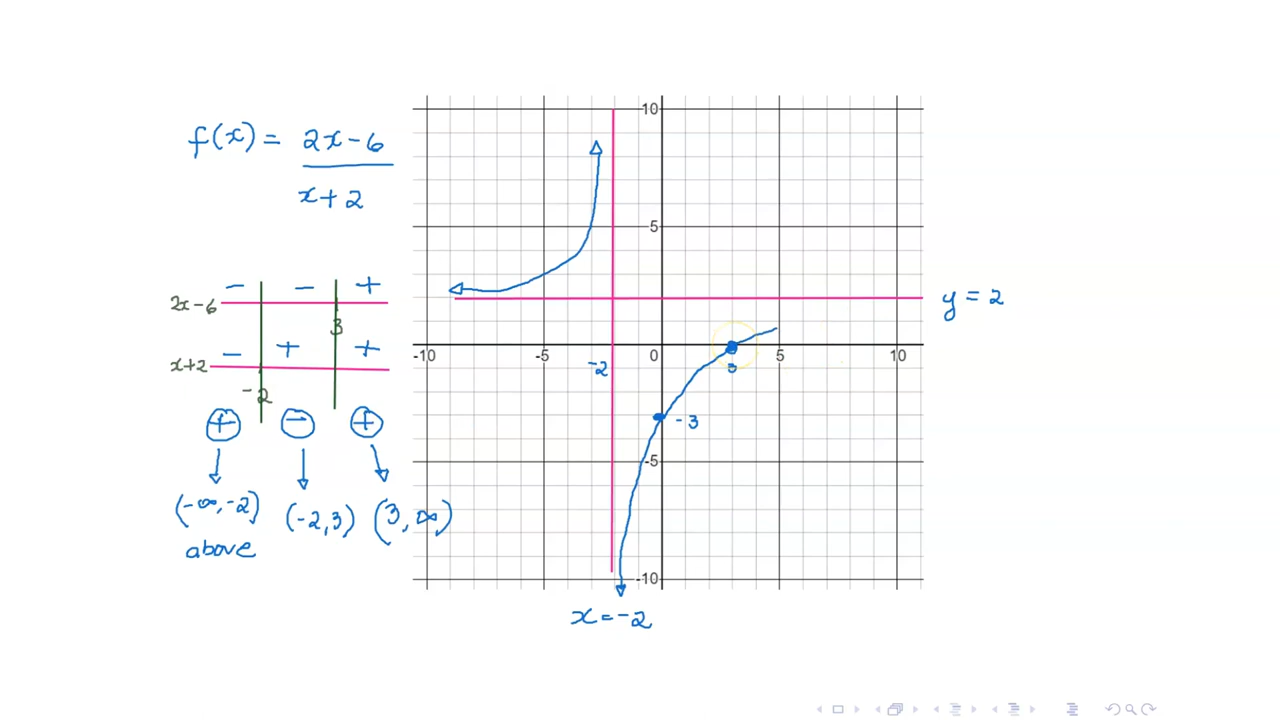 f(x) = 2x-6
x+2
- - +
2x-6
3
- + +
x+2
-2
+ - +
(-∞,-2) (-2,3) (3,∞)
above
10
5
y = 2
-10 -5 0 5 10
-2
3
-3
-5
-10
x=-2